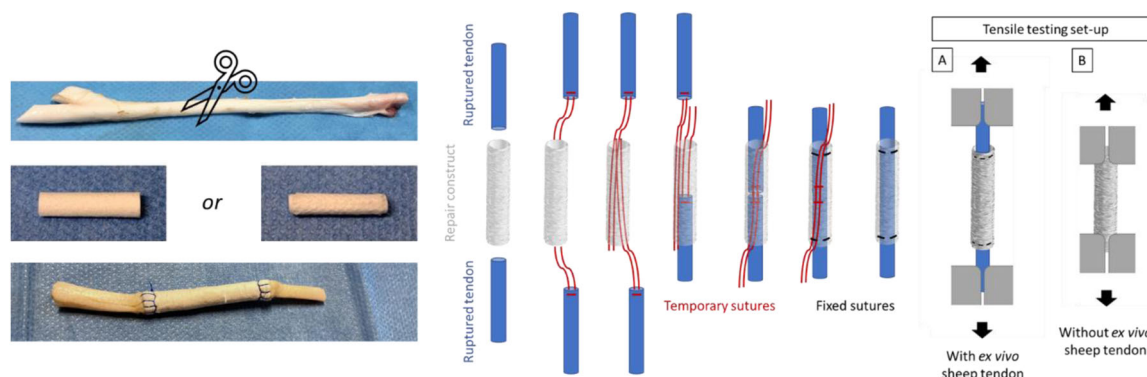 or
Ruptured tendon
Repair construct
Ruptured tendon
Temporary sutures
Fixed sutures
Tensile testing set-up
A
B
With ex vivo
sheep tendon
Without ex vivo
sheep tendon